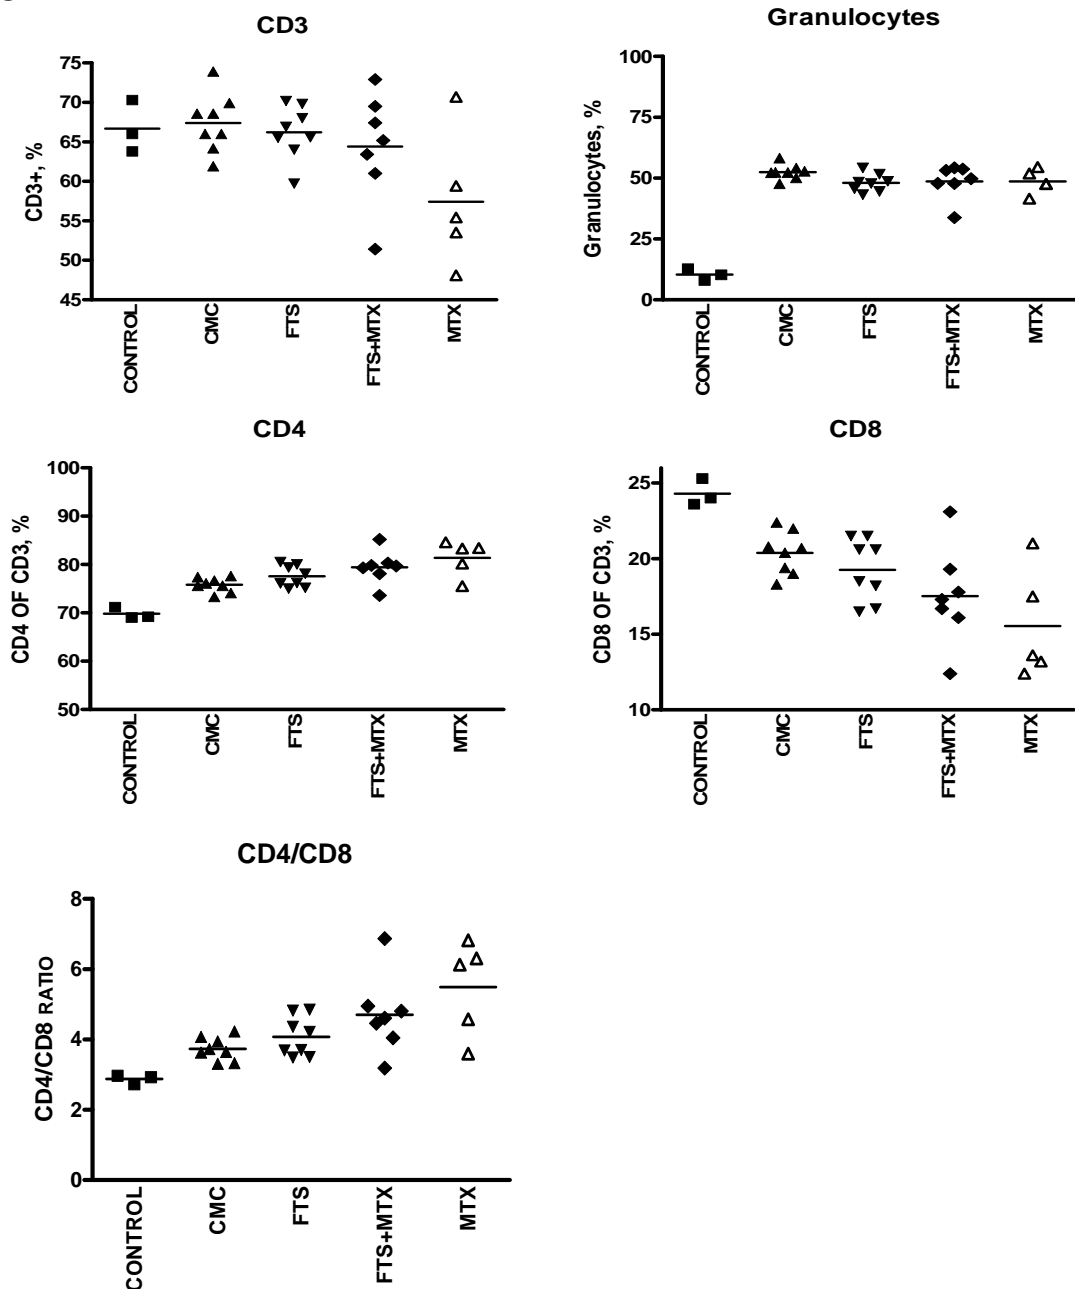 CD3
75
70
65
60
55
50
45
CD3+, %
CONTROL
CMC
FTS
FTS+MTX
MTX
Granulocytes
100
75
50
25
0
Granulocytes, %
CONTROL
CMC
FTS
FTS+MTX
MTX
CD4
100
90
80
70
60
50
CD4 OF CD3, %
CONTROL
CMC
FTS
FTS+MTX
MTX
CD8
25
20
15
10
CD8 OF CD3, %
CONTROL
CMC
FTS
FTS+MTX
MTX
CD4/CD8
8
6
4
2
0
CD4/CD8 RATIO
CONTROL
CMC
FTS
FTS+MTX
MTX